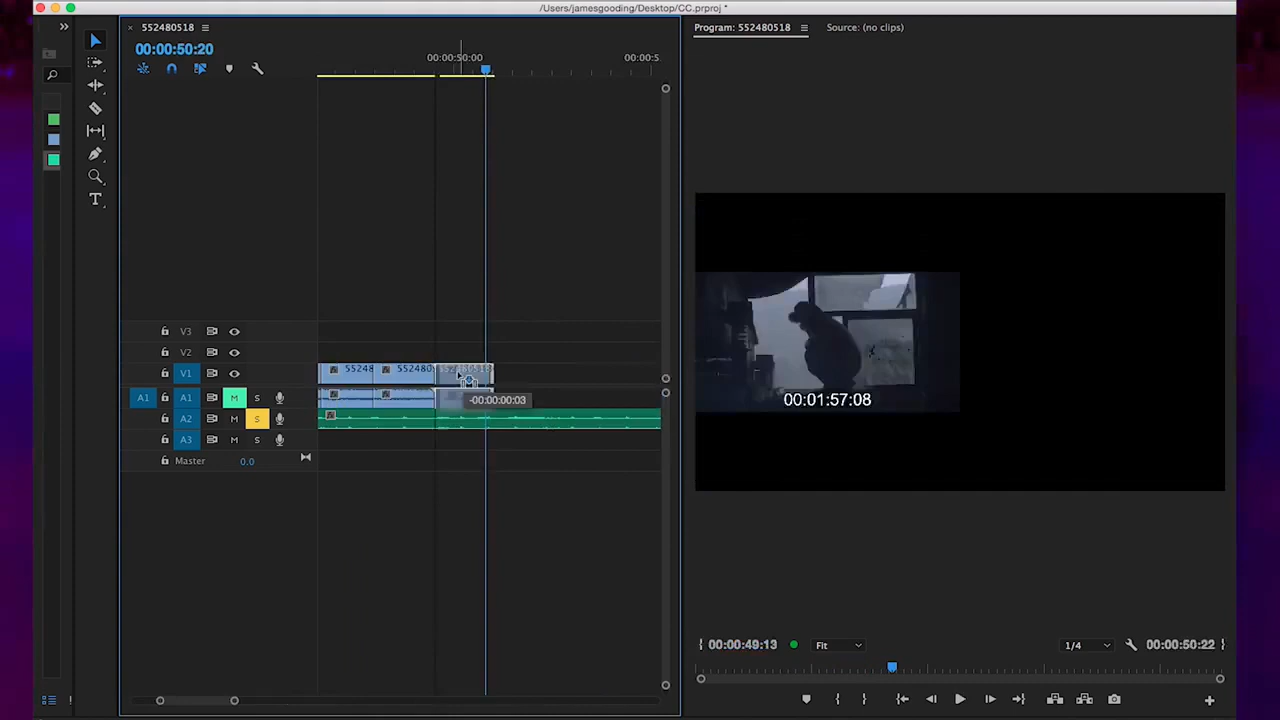 /Users/jamesgooding/Desktop/CC.prproj *
552480518
Program: 552480518
Source: (no clips)
00:00:50:20
00:00:50:00
00:00:5
T
V3
V2
V1
55248
552480
552480518
A1
A1
M
S
-00:00:00:03
A2
M
S
A3
M
S
Master
0.0
00:01:57:08
00:00:49:13
Fit
1/4
00:00:50:22